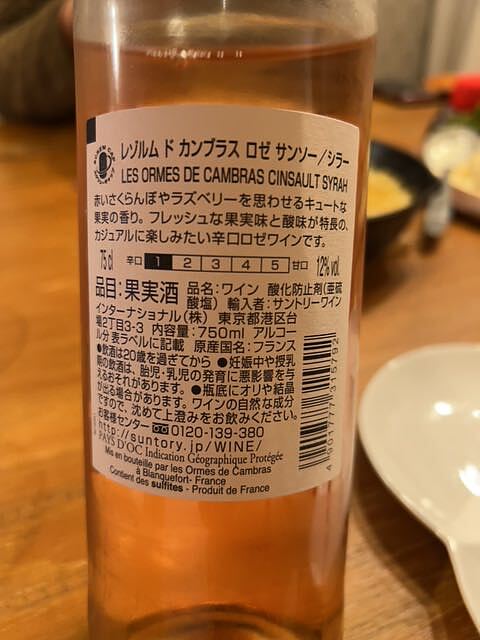 レゾルム ド カンブラス ロゼ サンソー／シラー
LES ORMES DE CAMBRAS CINSAULT SYRAH
赤いさくらんぼやラズベリーを思わせるキュートな
果実の香り。フレッシュな果実味と酸味が特長の、
カジュアルに楽しみたい辛口ロゼワインです。
75cl 辛口 1 2 3 4 5 甘口 12%vol.
品目:果実酒 品名:ワイン 酸化防止剤(亜硫
酸塩) 輸入者:サントリーワイン
インターナショナル(株) 東京都港区台
場2丁目3-3 内容量:750ml アルコー
ル分 表ラベルに記載 原産国名:フランス
●飲酒は20歳を過ぎてから ●妊娠中や授乳
期の飲酒は、胎児・乳児の発育に悪影響を与
えるおそれがあります。 ●瓶底にオリや結晶
が出る場合があります。ワインの自然な成分
ですので、沈めて上澄みをお飲みください。
お客様センター 0120-139-380
http://suntory.jp/WINE/
PAYS D'OC Indication Géographique Protégée
Mis en bouteille par les Ormes de Cambras
à Blanquefort- France
Contient des sulfites - Produit de France
4 901777 315792